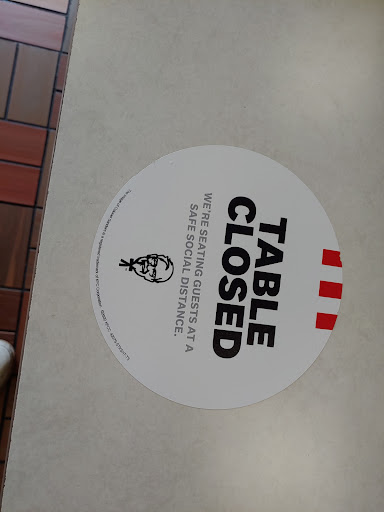 TABLE
CLOSED
WE'RE SEATING GUESTS AT A
SAFE SOCIAL DISTANCE.